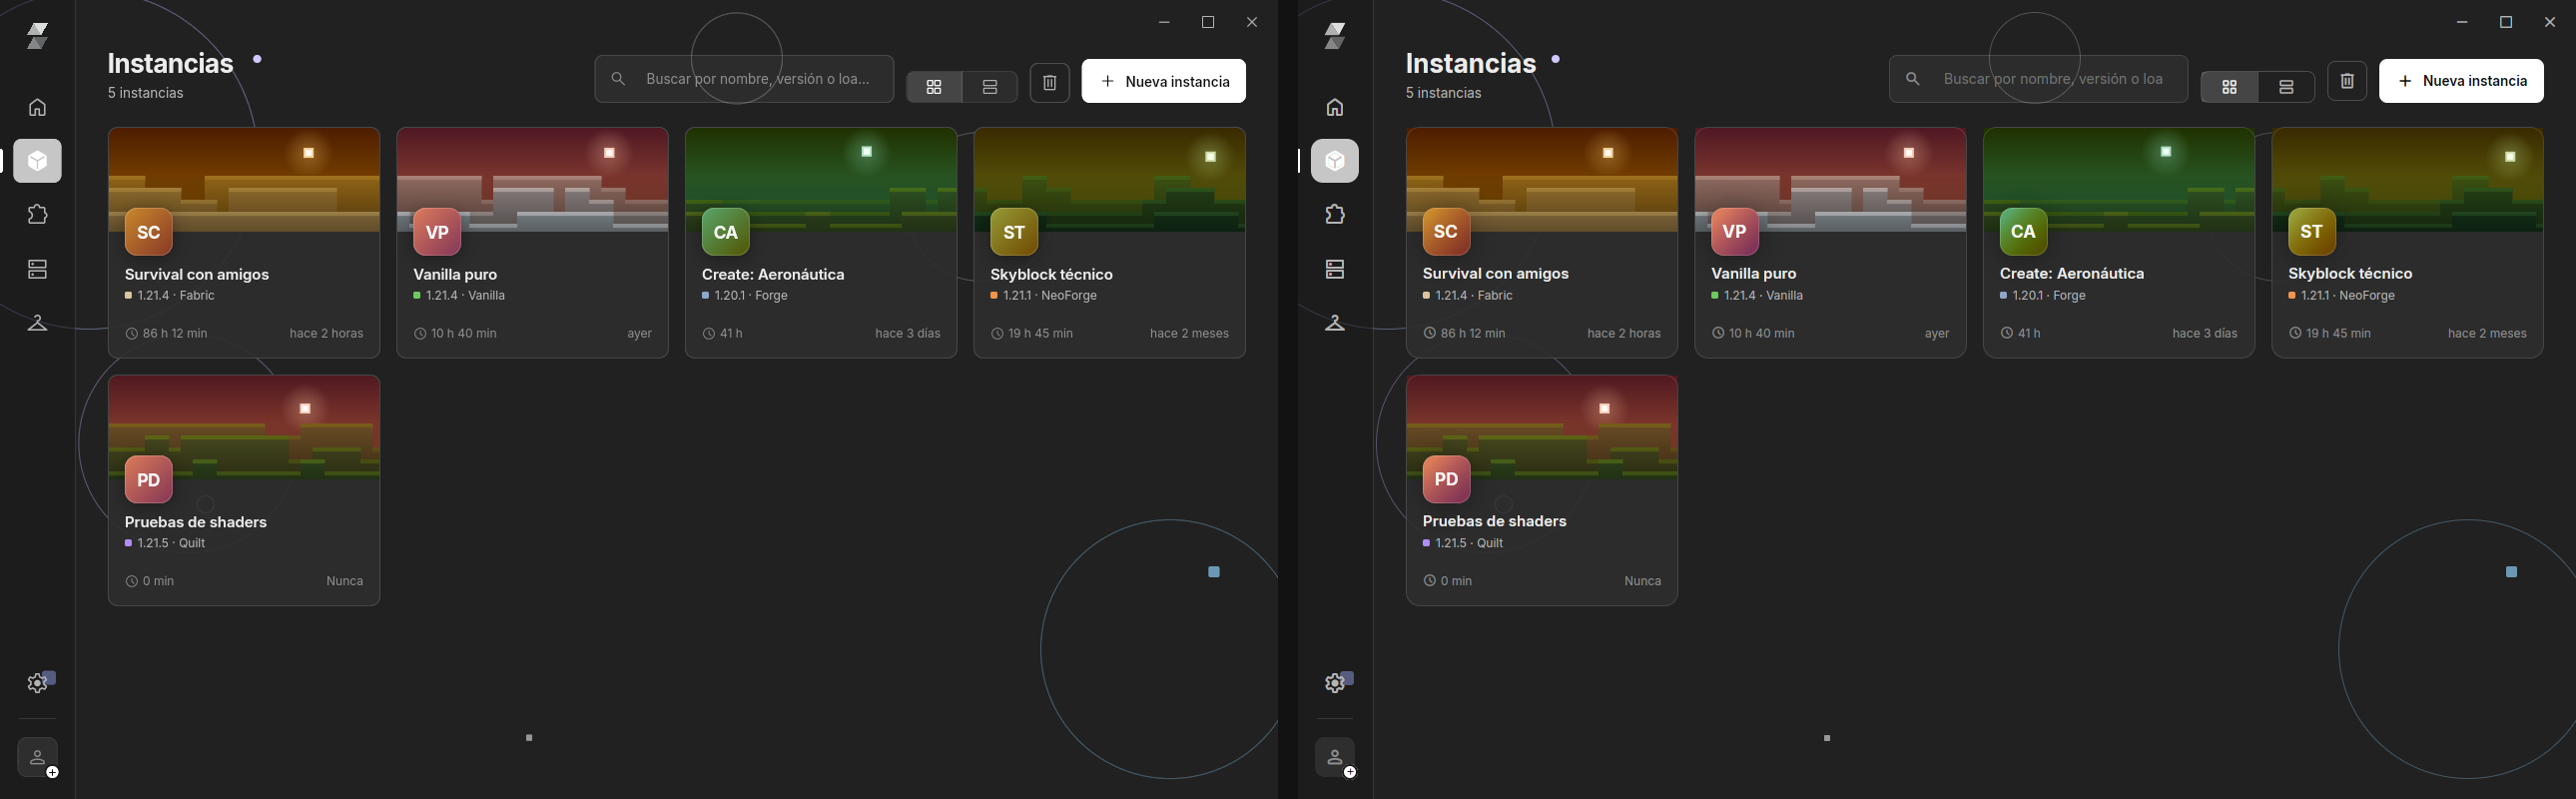 Instancias
5 instancias
Buscar por nombre, versión o loa...
Nueva instancia
SC
Survival con amigos
1.21.4 · Fabric
86 h 12 min
hace 2 horas
VP
Vanilla puro
1.21.4 · Vanilla
10 h 40 min
ayer
CA
Create: Aeronáutica
1.20.1 · Forge
41 h
hace 3 días
ST
Skyblock técnico
1.21.1 · NeoForge
19 h 45 min
hace 2 meses
PD
Pruebas de shaders
1.21.5 · Quilt
0 min
Nunca
Instancias
5 instancias
Buscar por nombre, versión o loa
Nueva instancia
SC
Survival con amigos
1.21.4 · Fabric
86 h 12 min
hace 2 horas
VP
Vanilla puro
1.21.4 · Vanilla
10 h 40 min
ayer
CA
Create: Aeronáutica
1.20.1 · Forge
41 h
hace 3 días
ST
Skyblock técnico
1.21.1 · NeoForge
19 h 45 min
hace 2 meses
PD
Pruebas de shaders
1.21.5 · Quilt
0 min
Nunca